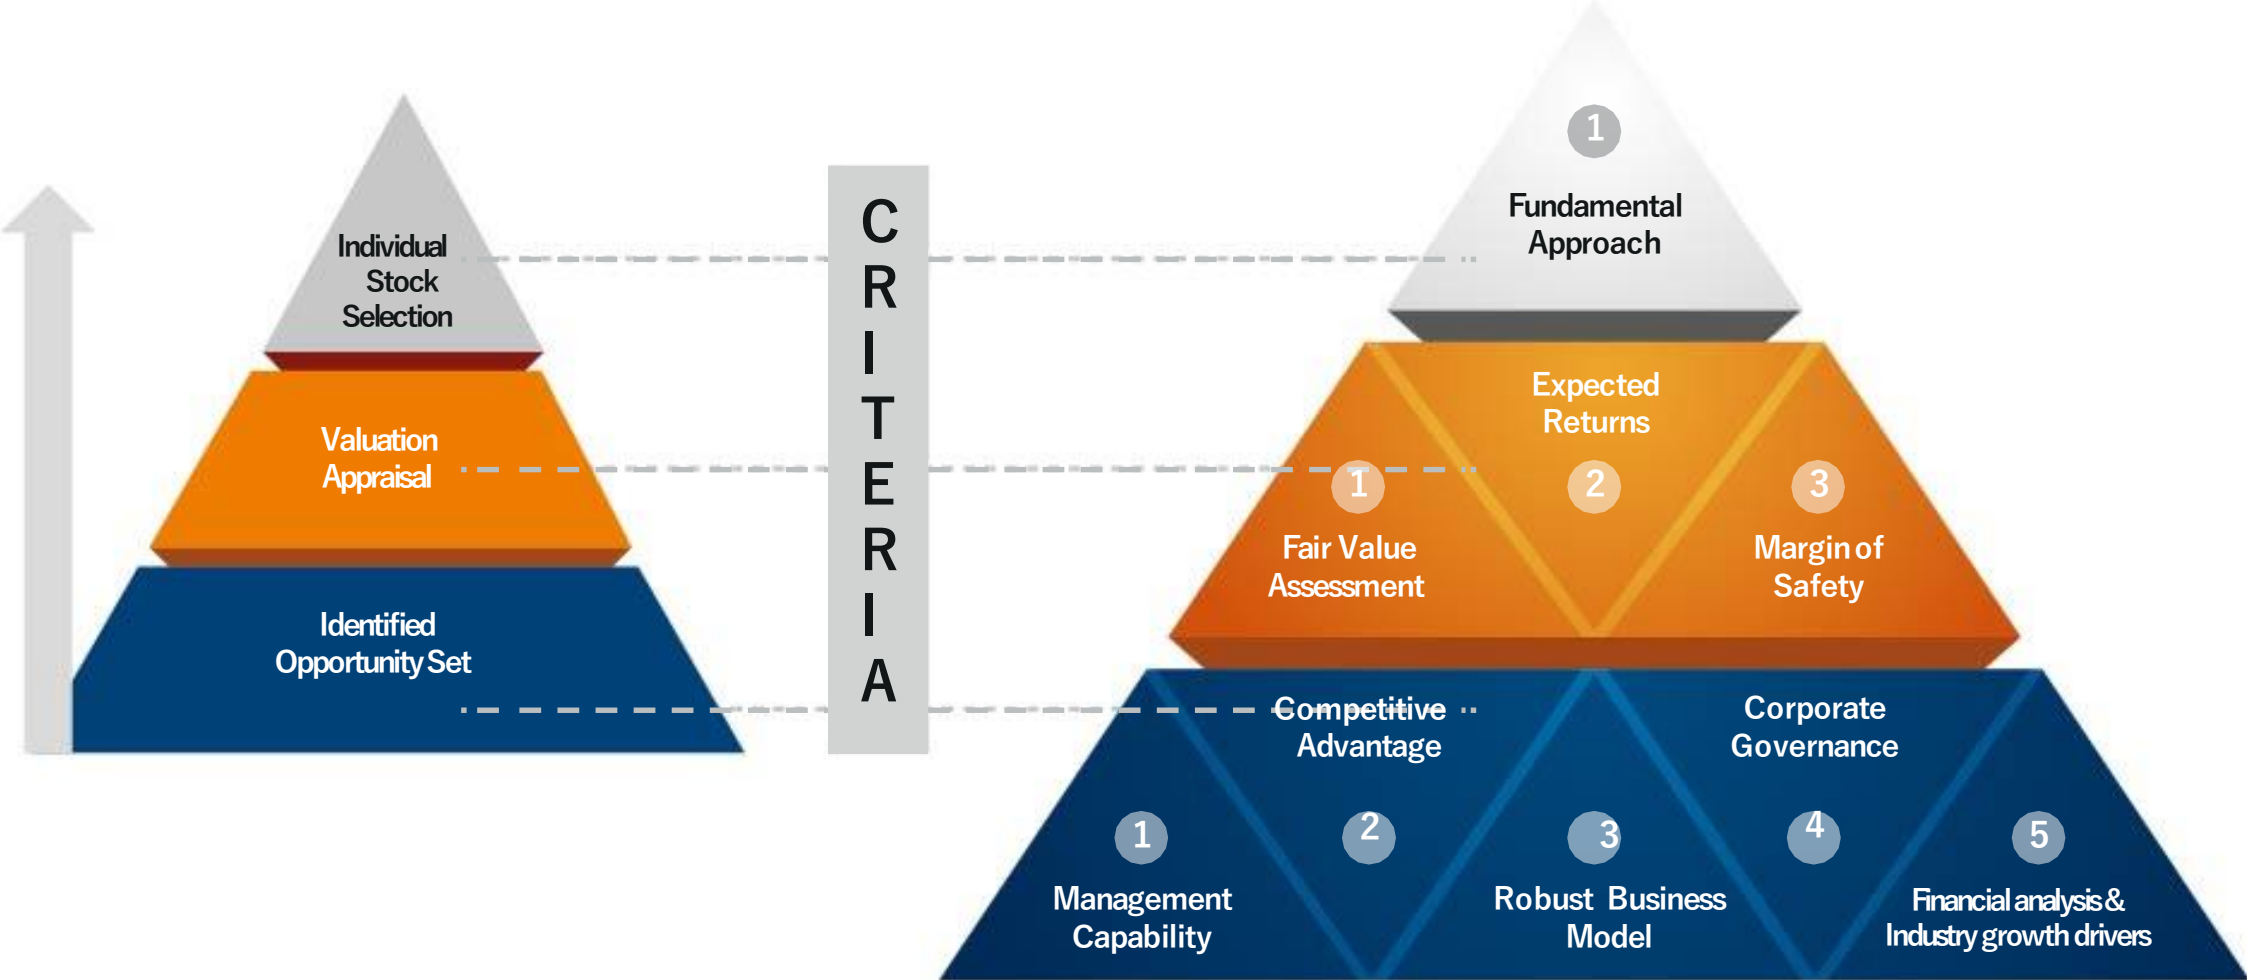 Individual
Stock
Selection
Valuation
Appraisal
Identified
Opportunity Set
C
R
I
T
E
R
I
A
1
Fundamental
Approach
Expected
Returns
1
2
3
Fair Value
Assessment
Margin of
Safety
Competitive
Advantage
Corporate
Governance
1
2
3
4
5
Management
Capability
Robust Business
Model
Financial analysis &
Industry growth drivers